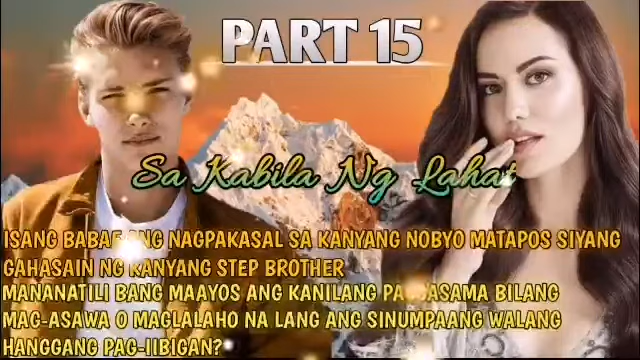 PART 15
Sa Kabila Ng Lahat
ISANG BABAE ANG NAGPAKASAL SA KANYANG NOBYO MATAPOS SIYANG
GAHASAIN NG KANYANG STEP BROTHER
MANANATILI BANG MAAYOS ANG KANILANG PAGSASAMA BILANG
MAG-ASAWA O MAGLALAHO NA LANG ANG SINUMPAANG WALANG
HANGGANG PAG-IIBIGAN?